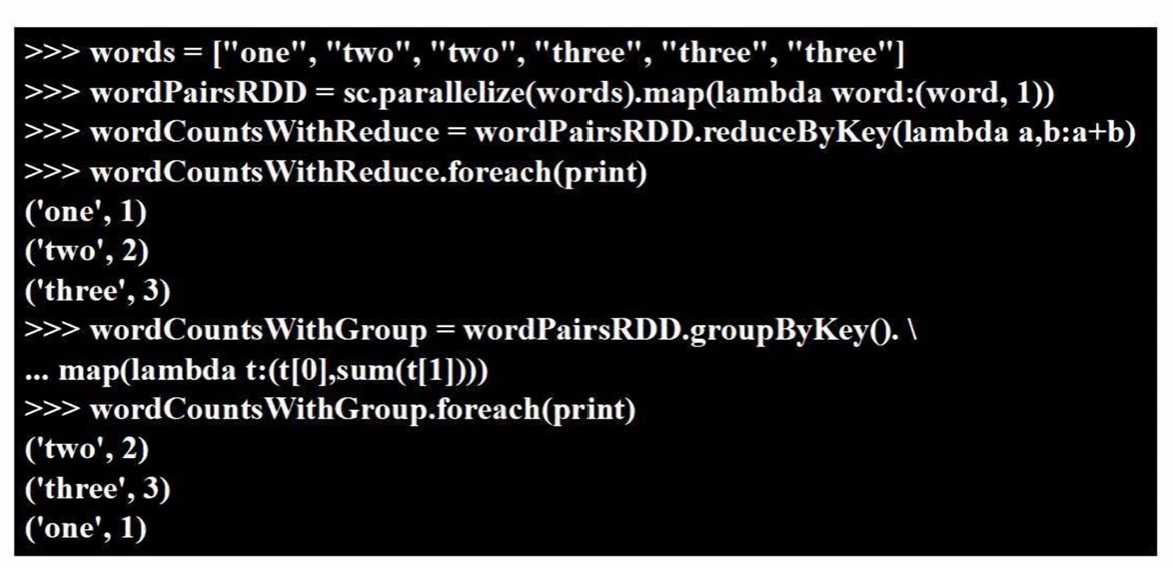 >>> words = ["one", "two", "two", "three", "three", "three"]
>>> wordPairsRDD = sc.parallelize(words).map(lambda word:(word, 1))
>>> wordCountsWithReduce = wordPairsRDD.reduceByKey(lambda a,b:a+b)
>>> wordCountsWithReduce.foreach(print)
('one', 1)
('two', 2)
('three', 3)
>>> wordCountsWithGroup = wordPairsRDD.groupByKey(). \
... map(lambda t:(t[0],sum(t[1])))
>>> wordCountsWithGroup.foreach(print)
('two', 2)
('three', 3)
('one', 1)